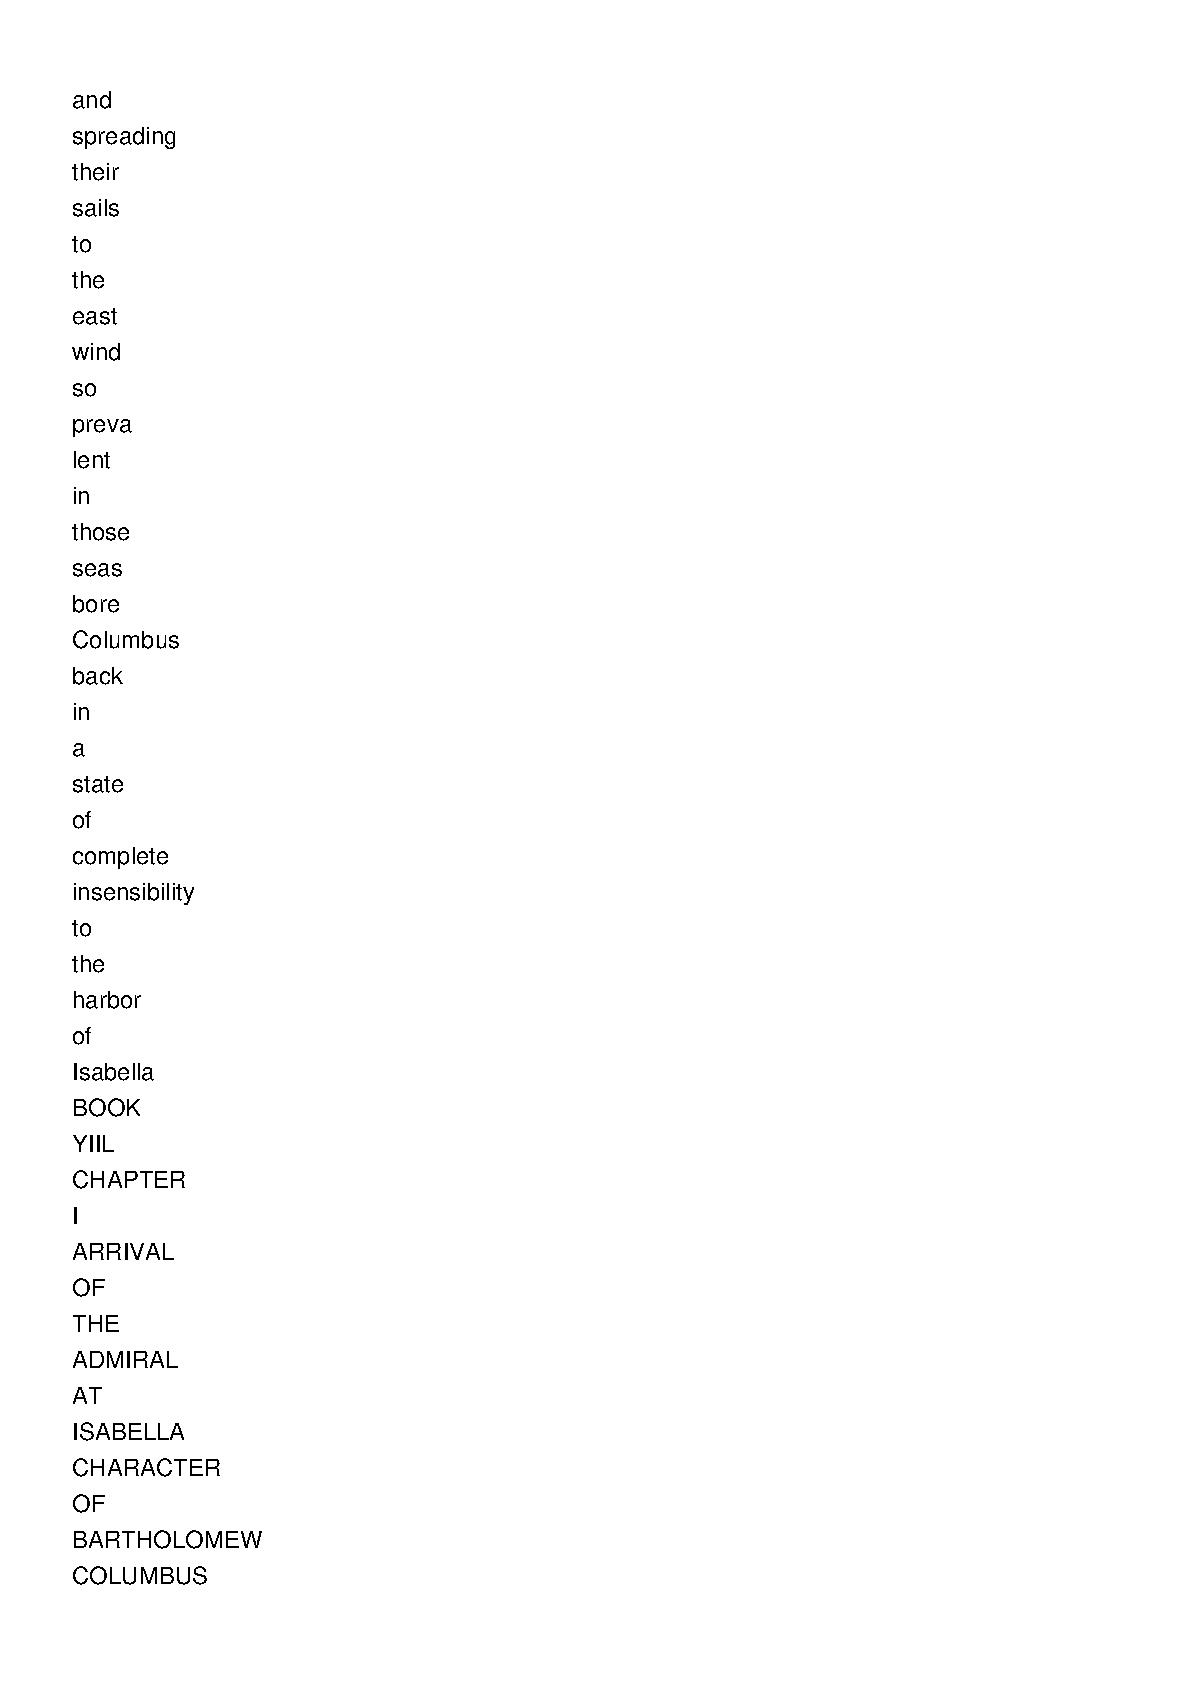 and
spreading
their
sails
to
the
east
wind
so
preva
lent
in
those
seas
bore
Columbus
back
in
a
state
of
complete
insensibility
to
the
harbor
of
Isabella
BOOK
YIIL
CHAPTER
I
ARRIVAL
OF
THE
ADMIRAL
AT
ISABELLA
CHARACTER
OF
BARTHOLOMEW
COLUMBUS